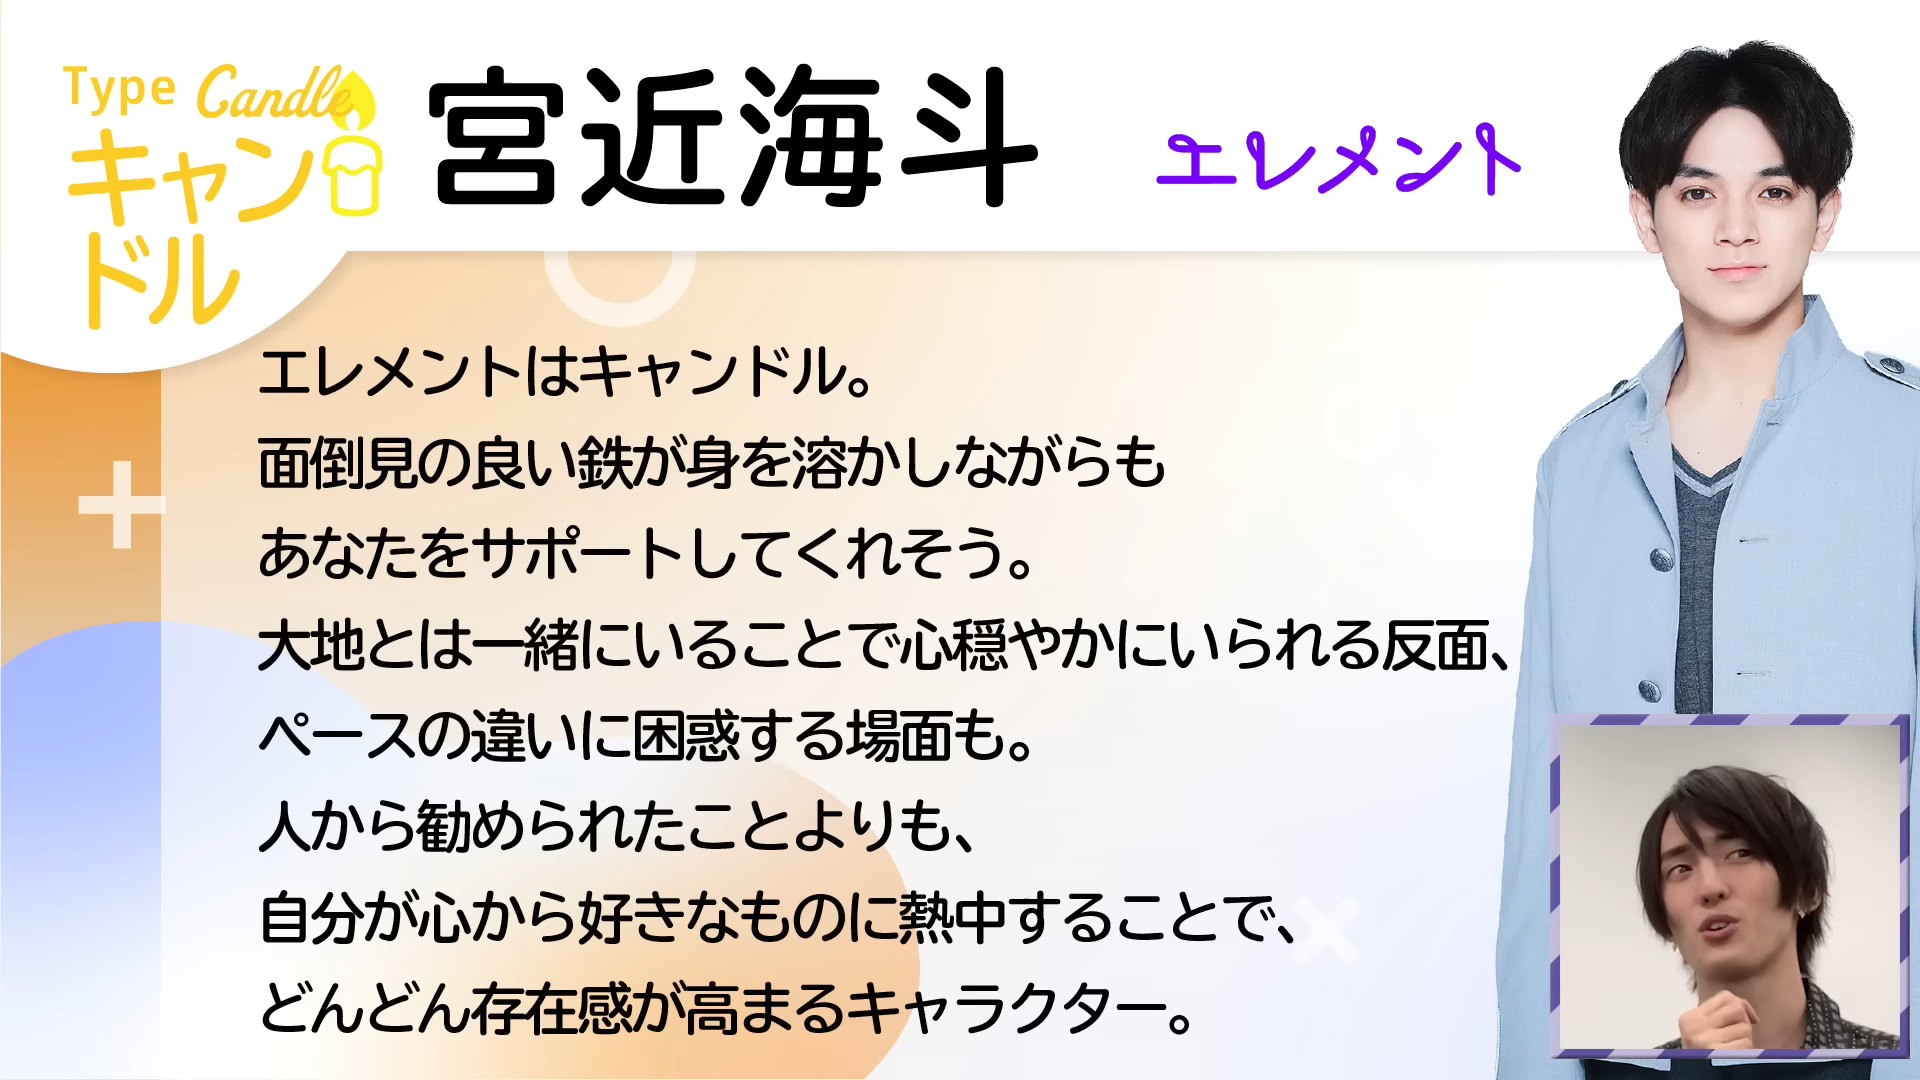 Type Candle
キャン
ドル
宮近海斗
エレメント
エレメントはキャンドル。
面倒見の良い鉄が身を溶かしながらも
あなたをサポートしてくれそう。
大地とは一緒にいることで心穏やかにいられる反面、
ペースの違いに困惑する場面も。
人から勧められたことよりも、
自分が心から好きなものに熱中することで、
どんどん存在感が高まるキャラクター。